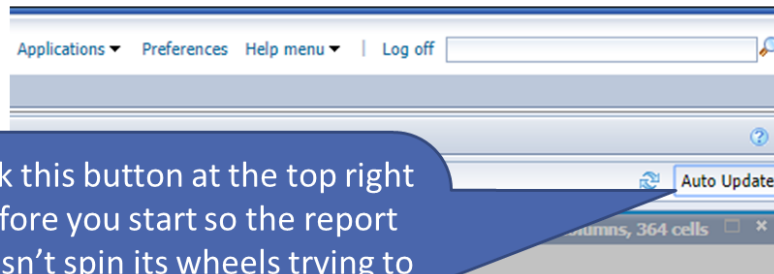 Applications Preferences Help menu | Log off
k this button at the top right
Auto Update
fore you start so the report
umns, 364 cells
sn't spin its wheels trying to